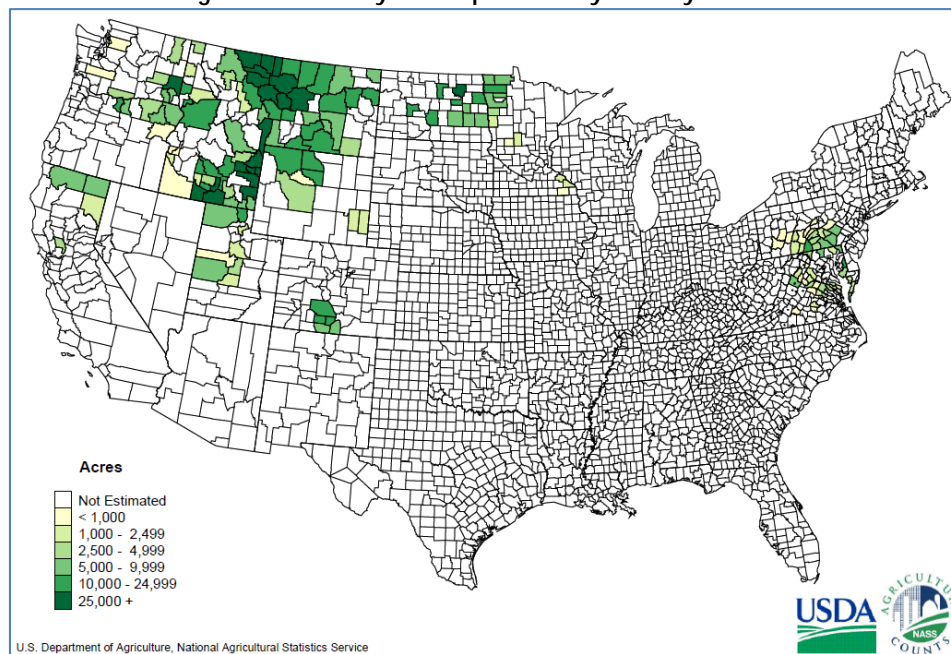 Acres
Not Estimated
< 1,000
1,000 - 2,499
2,500 - 4,999
5,000 - 9,999
10,000 - 24,999
25,000 +
USDA
AGRICULTURE
COUNTS
NASS
U.S. Department of Agriculture, National Agricultural Statistics Service